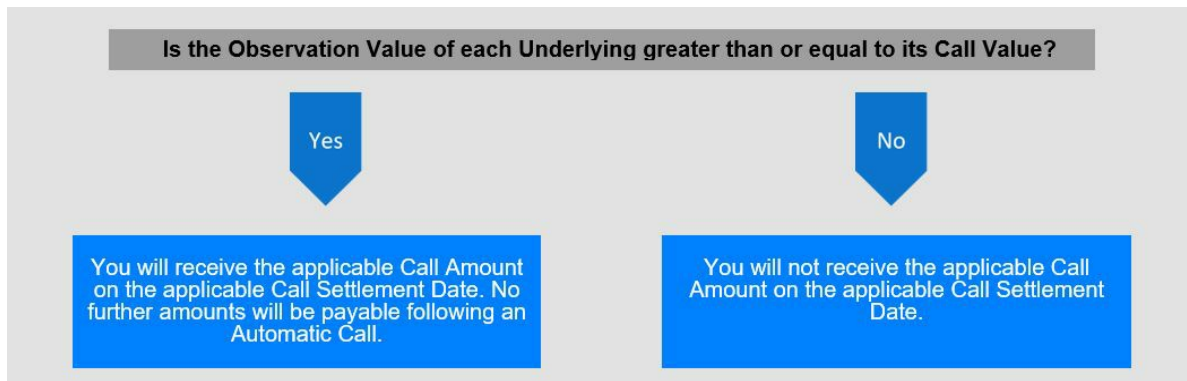 Is the Observation Value of each Underlying greater than or equal to its Call Value?
Yes
No
You will receive the applicable Call Amount
on the applicable Call Settlement Date. No
further amounts will be payable following an
Automatic Call.
You will not receive the applicable Call
Amount on the applicable Call Settlement
Date.